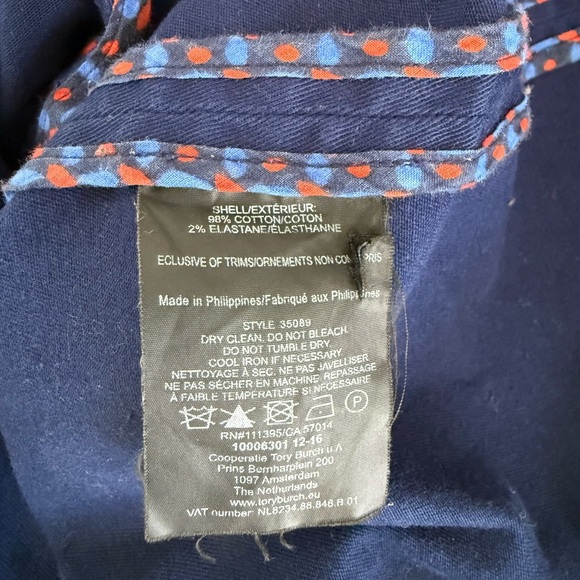 SHELL/EXTÉRIEUR:
98% COTTON/COTON
2% ELASTANE/ÉLASTHANNE
ECLUSIVE OF TRIMS/ORNEMENTS NON PRIS
Made in Philippines/Fabriqué aux Philippines
STYLE 35089
DRY CLEAN. DO NOT BLEACH.
DO NOT TUMBLE DRY.
COOL IRON IF NECESSARY.
NETTOYAGE À SEC. NE PAS JAVELLISER
NE PAS SÉCHER EN MACHINE. REPASSAGE
À FAIBLE TEMPÉRATURE SI NÉCESSAIRE
P
RN#111395/CA 57014
10006301 12-16
Cooperatie Tory Burch u.A
Prins Bernharplein 200
1097 Amsterdam
The Netherlands
www.toryburch.eu
VAT number NL8234.88.846.B.01